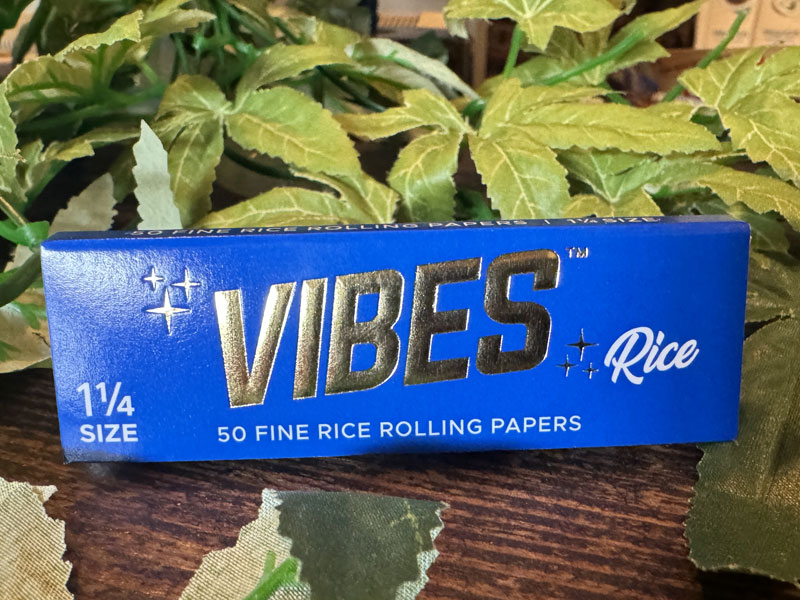 50 FINE RICE ROLLING PAPERS | 1¼ SIZE
VIBES™
Rice
1¼
SIZE
50 FINE RICE ROLLING PAPERS